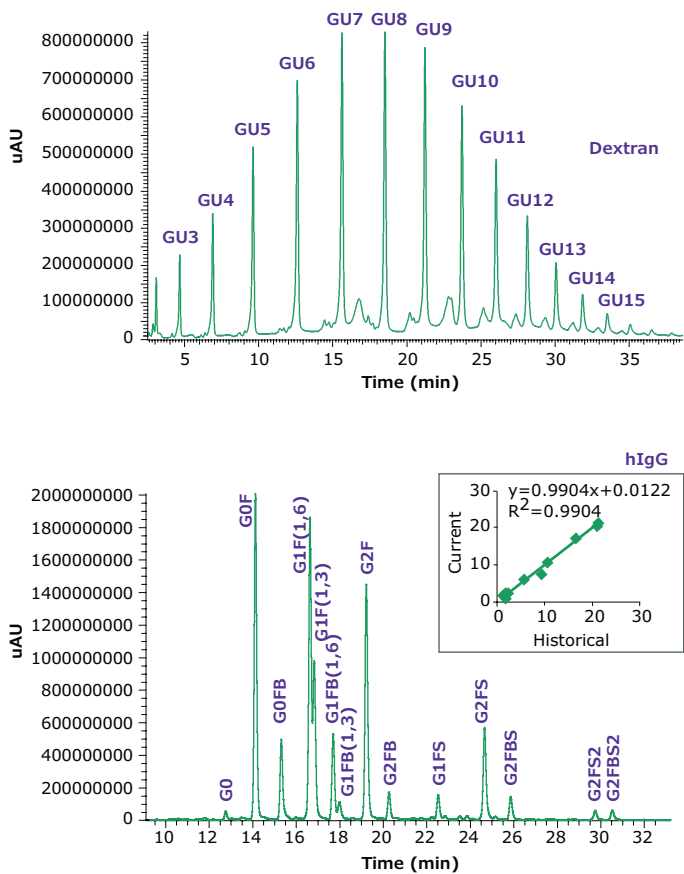 GU7 GU8
GU9
GU6
GU10
GU5
GU11
Dextran
GU4
GU12
GU3
GU13
GU14
GU15
800000000
700000000
600000000
500000000
400000000
300000000
200000000
100000000
0
uAU
5 10 15 20 25 30 35
Time (min)
hIgG
y=0.9904x+0.0122
R2=0.9904
30
20
10
0
Current
0 10 20 30
Historical
2000000000
1800000000
1600000000
1400000000
1200000000
1000000000
800000000
600000000
400000000
200000000
0
uAU
G0
G0F
G0FB
G1F(1,6)
G1F(1,3)
G1FB(1,6)
G1FB(1,3)
G2F
G2FB
G1FS
G2FS
G2FBS
G2FS2
G2FBS2
10 12 14 16 18 20 22 24 26 28 30 32
Time (min)